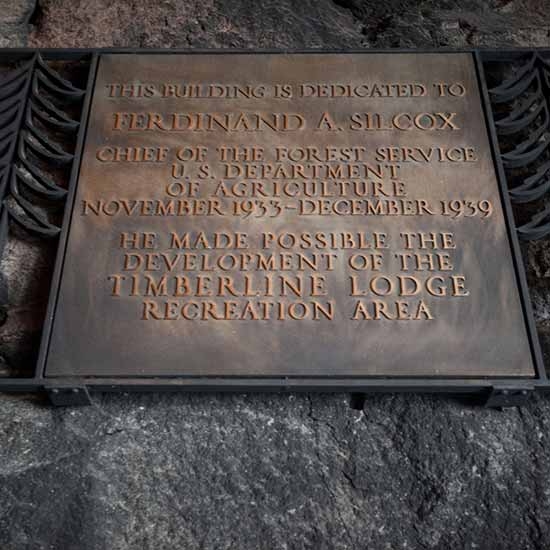 THIS BUILDING IS DEDICATED TO
FERDINAND A. SILCOX
CHIEF OF THE FOREST SERVICE
U. S. DEPARTMENT
OF AGRICULTURE
NOVEMBER 1933-DECEMBER 1939
HE MADE POSSIBLE THE
DEVELOPMENT OF THE
TIMBERLINE LODGE
RECREATION AREA